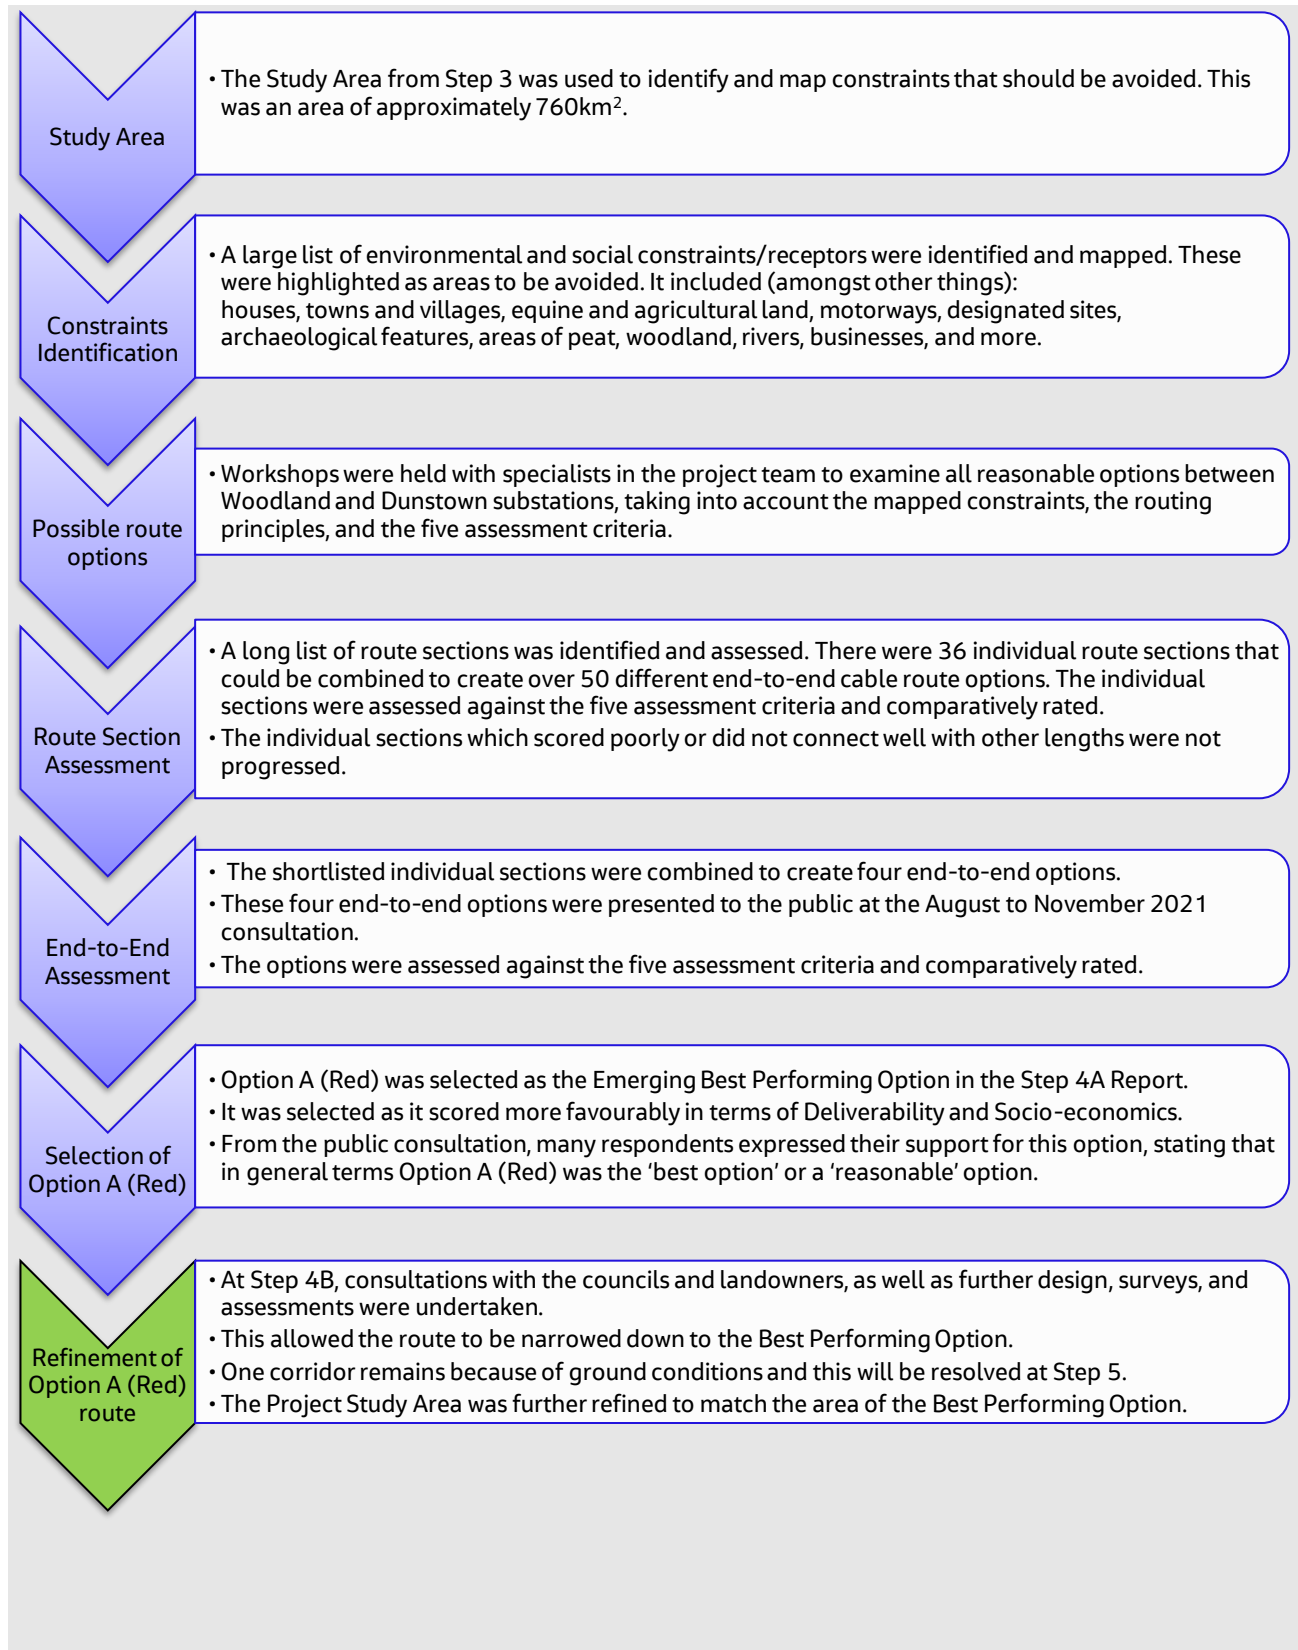 Study Area
• The Study Area from Step 3 was used to identify and map constraints that should be avoided. This
was an area of approximately 760km².
Constraints
Identification
• A large list of environmental and social constraints/receptors were identified and mapped. These
were highlighted as areas to be avoided. It included (amongst other things):
houses, towns and villages, equine and agricultural land, motorways, designated sites,
archaeological features, areas of peat, woodland, rivers, businesses, and more.
Possible route
options
• Workshops were held with specialists in the project team to examine all reasonable options between
Woodland and Dunstown substations, taking into account the mapped constraints, the routing
principles, and the five assessment criteria.
Route Section
Assessment
• A long list of route sections was identified and assessed. There were 36 individual route sections that
could be combined to create over 50 different end-to-end cable route options. The individual
sections were assessed against the five assessment criteria and comparatively rated.
• The individual sections which scored poorly or did not connect well with other lengths were not
progressed.
End-to-End
Assessment
• The shortlisted individual sections were combined to create four end-to-end options.
• These four end-to-end options were presented to the public at the August to November 2021
consultation.
• The options were assessed against the five assessment criteria and comparatively rated.
Selection of
Option A (Red)
• Option A (Red) was selected as the Emerging Best Performing Option in the Step 4A Report.
• It was selected as it scored more favourably in terms of Deliverability and Socio-economics.
• From the public consultation, many respondents expressed their support for this option, stating that
in general terms Option A (Red) was the ‘best option’ or a ‘reasonable’ option.
Refinement of
Option A (Red)
route
• At Step 4B, consultations with the councils and landowners, as well as further design, surveys, and
assessments were undertaken.
• This allowed the route to be narrowed down to the Best Performing Option.
• One corridor remains because of ground conditions and this will be resolved at Step 5.
• The Project Study Area was further refined to match the area of the Best Performing Option.